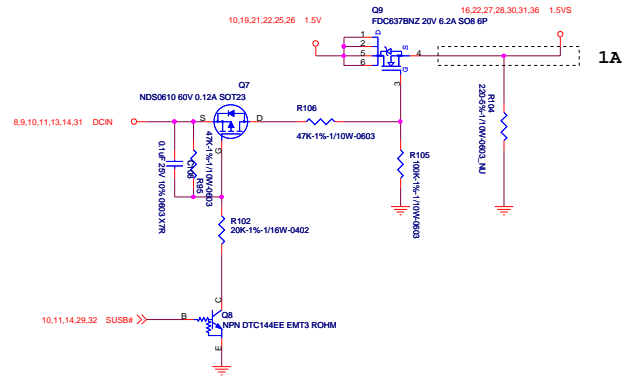 Q9
FDC637BNZ 20V 6.2A SO8 6P
10,19,21,22,25,26 1.5V
16,22,27,28,30,31,36 1.5VS
1
2
5
6
D
S
G
4
3
1A
R104
220-5%-1/10W-0603_NU
Q7
NDS0610 60V 0.12A SOT23
8,9,10,11,13,14,31 DCIN
S
D
G
R106
47K-1%-1/10W-0603
R105
100K-1%-1/10W-0603
0.1uF 25V 10% 0603 X7R
C108
R95
47K-1%-1/10W-0603
R102
20K-1%-1/16W-0402
10,11,14,29,32 SUSB#
B
C
E
Q8
NPN DTC144EE EMT3 ROHM